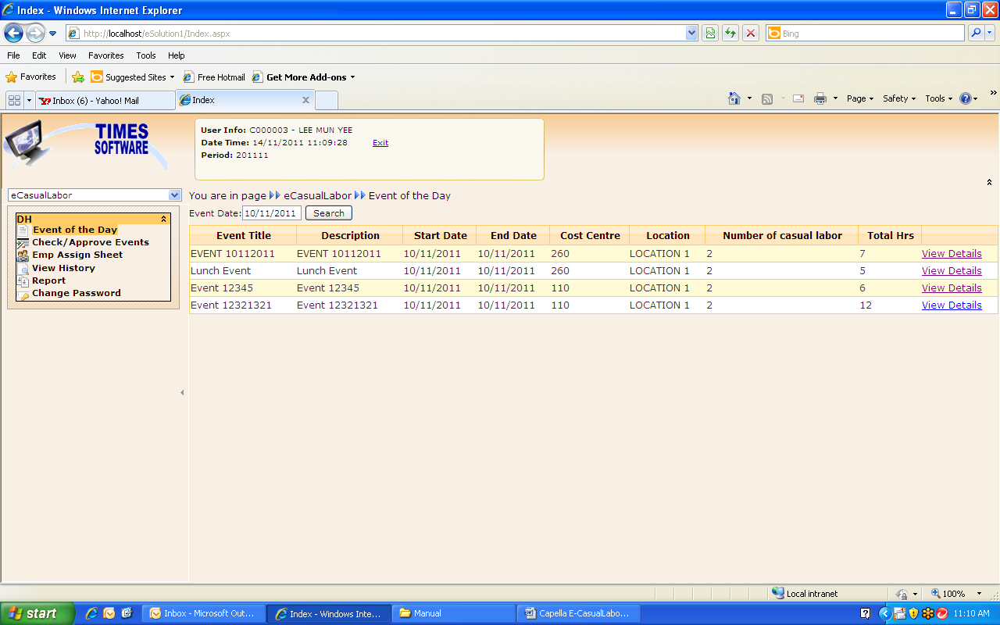 Index - Windows Internet Explorer
http://localhost/eSolution1/Index.aspx
Bing
File Edit View Favorites Tools Help
Favorites Suggested Sites Free Hotmail Get More Add-ons
Inbox (6) - Yahoo! Mail Index Page Safety Tools
TIMES
SOFTWARE
User Info: C000003 - LEE MUN YEE
Date Time: 14/11/2011 11:09:28 Exit
Period: 201111
eCasualLabor
You are in page eCasualLabor Event of the Day
Event Date: 10/11/2011 Search
DH
Event of the Day
Check/Approve Events
Emp Assign Sheet
View History
Report
Change Password
Event Title Description Start Date End Date Cost Centre Location Number of casual labor Total Hrs
EVENT 10112011 EVENT 10112011 10/11/2011 10/11/2011 260 LOCATION 1 2 7 View Details
Lunch Event Lunch Event 10/11/2011 10/11/2011 260 LOCATION 1 2 5 View Details
Event 12345 Event 12345 10/11/2011 10/11/2011 110 LOCATION 1 2 6 View Details
Event 12321321 Event 12321321 10/11/2011 10/11/2011 110 LOCATION 1 2 12 View Details
Local intranet 100%
start Inbox - Microsoft Out... Index - Windows Inte... Manual Capella E-CasualLabo... 11:10 AM